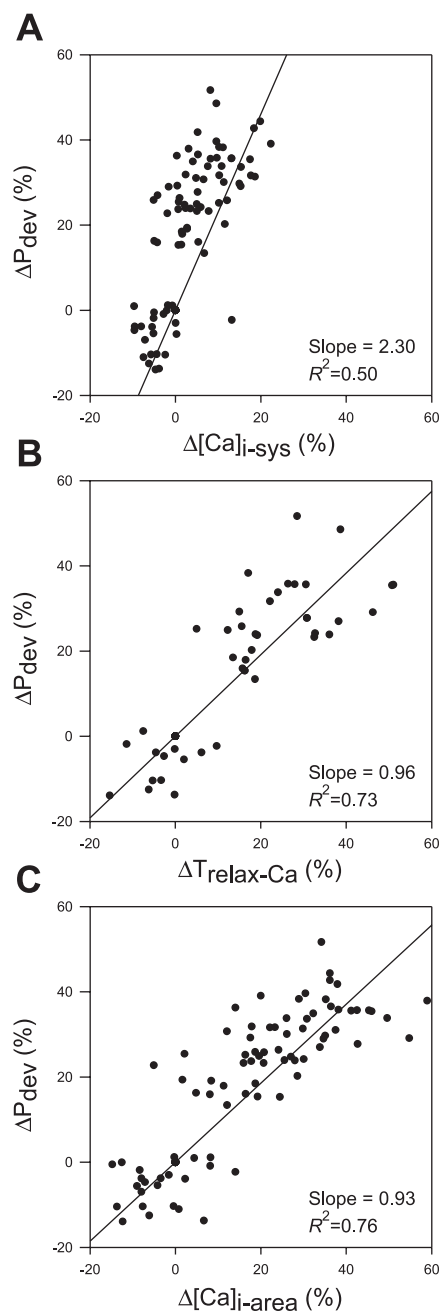 A
60
40
20
0
-20
ΔPdev (%)
Slope = 2.30
R²=0.50
-20 0 20 40 60
Δ[Ca]i-sys (%)
B
60
40
20
0
-20
ΔPdev (%)
Slope = 0.96
R²=0.73
-20 0 20 40 60
ΔTrelax-Ca (%)
C
60
40
20
0
-20
ΔPdev (%)
Slope = 0.93
R²=0.76
-20 0 20 40 60
Δ[Ca]i-area (%)